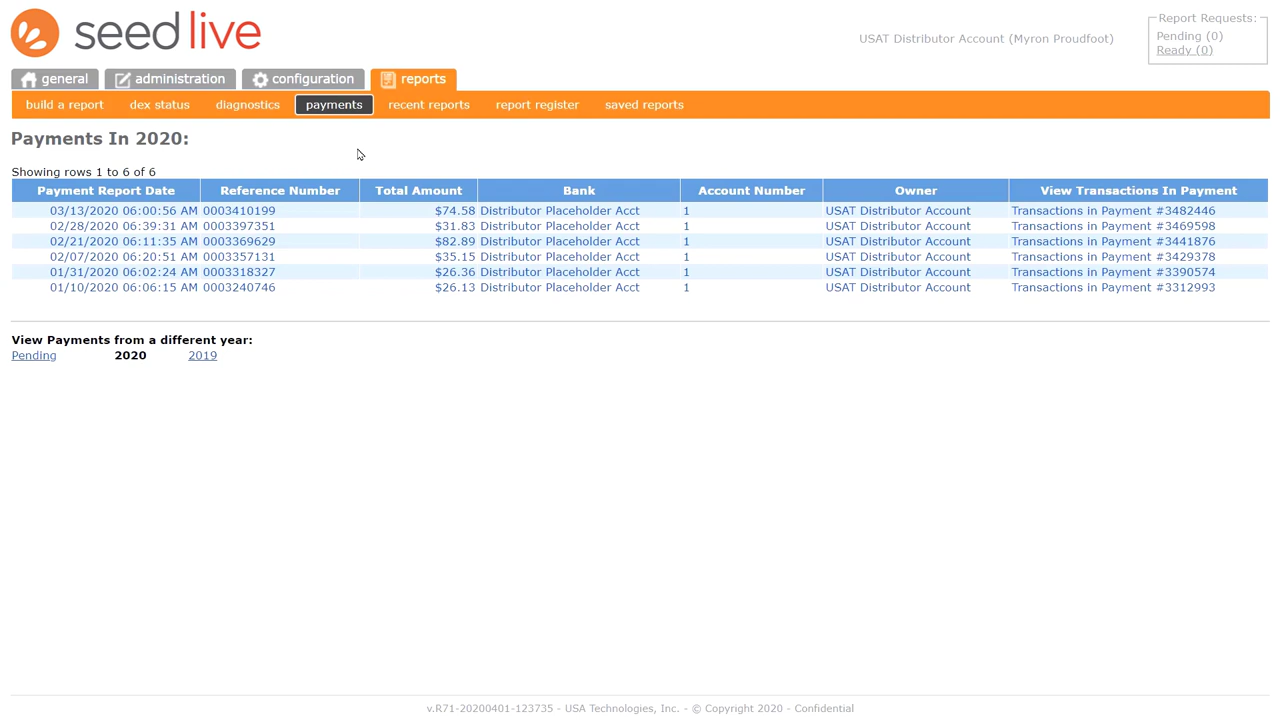 seed live
USAT Distributor Account (Myron Proudfoot)
Report Requests:
Pending (0)
Ready (0)
general administration configuration reports
build a report dex status diagnostics payments recent reports report register saved reports
Payments In 2020:
Showing rows 1 to 6 of 6
Payment Report Date Reference Number Total Amount Bank Account Number Owner View Transactions In Payment
03/13/2020 06:00:56 AM 0003410199 $74.58 Distributor Placeholder Acct 1 USAT Distributor Account Transactions in Payment #3482446
02/28/2020 06:39:31 AM 0003397351 $31.83 Distributor Placeholder Acct 1 USAT Distributor Account Transactions in Payment #3469598
02/21/2020 06:11:35 AM 0003369629 $82.89 Distributor Placeholder Acct 1 USAT Distributor Account Transactions in Payment #3441876
02/07/2020 06:20:51 AM 0003357131 $35.15 Distributor Placeholder Acct 1 USAT Distributor Account Transactions in Payment #3429378
01/31/2020 06:02:24 AM 0003318327 $26.36 Distributor Placeholder Acct 1 USAT Distributor Account Transactions in Payment #3390574
01/10/2020 06:06:15 AM 0003240746 $26.13 Distributor Placeholder Acct 1 USAT Distributor Account Transactions in Payment #3312993
View Payments from a different year:
Pending 2020 2019
v.R71-20200401-123735 - USA Technologies, Inc. - © Copyright 2020 - Confidential